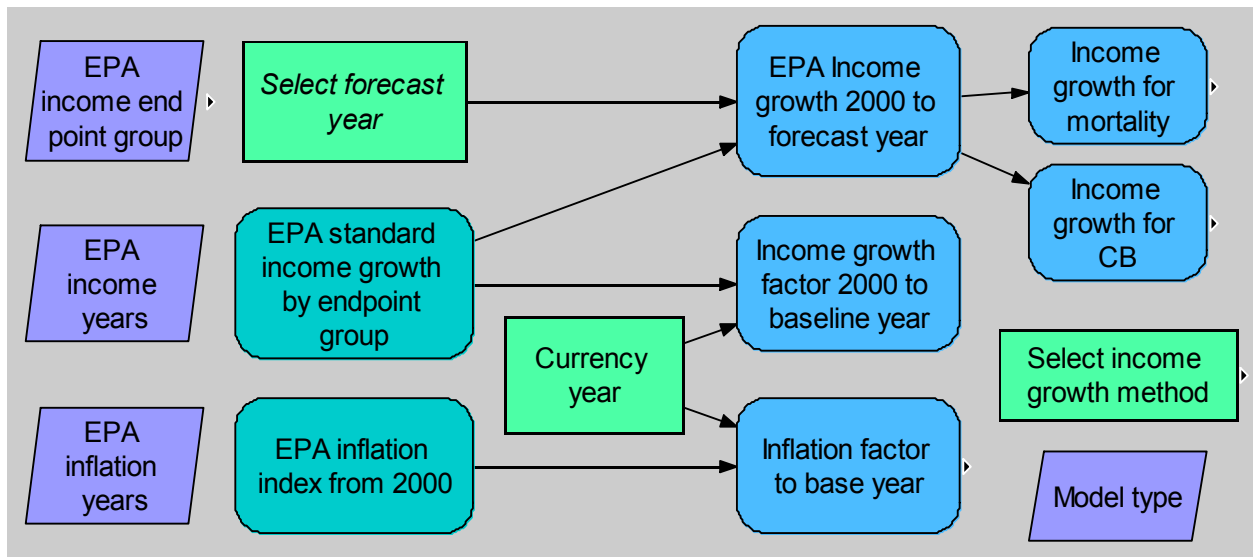 EPA
income end
point group
Select forecast
year
EPA Income
growth 2000 to
forecast year
Income
growth for
mortality
Income
growth for
CB
EPA
income
years
EPA standard
income growth
by endpoint
group
Income growth
factor 2000 to
baseline year
Currency
year
Select income
growth method
EPA
inflation
years
EPA inflation
index from 2000
Inflation factor
to base year
Model type